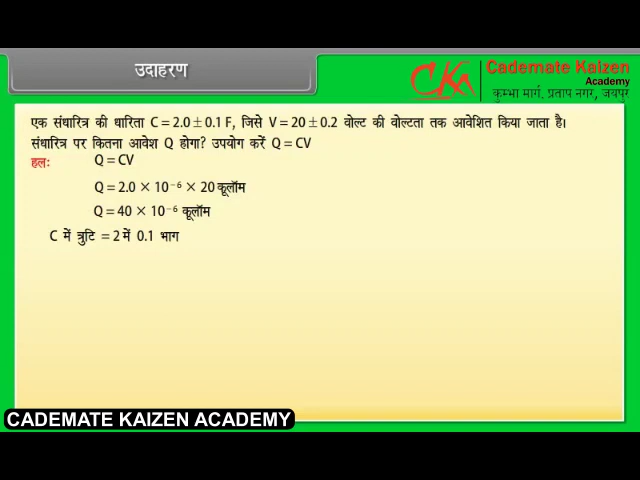 उदाहरण
CKA
Cademate Kaizen
Academy
कुम्भा मार्ग. प्रताप नगर, जयपुर
एक संधारित्र की धारिता C = 2.0 ± 0.1 F, जिसे V = 20 ± 0.2 वोल्ट की वोल्टता तक आवेशित किया जाता है।
संधारित्र पर कितना आवेश Q होगा? उपयोग करें Q = CV
हलः Q = CV
Q = 2.0 × 10⁻⁶ × 20 कूलॉम
Q = 40 × 10⁻⁶ कूलॉम
C में त्रुटि = 2 में 0.1 भाग
CADEMATE KAIZEN ACADEMY